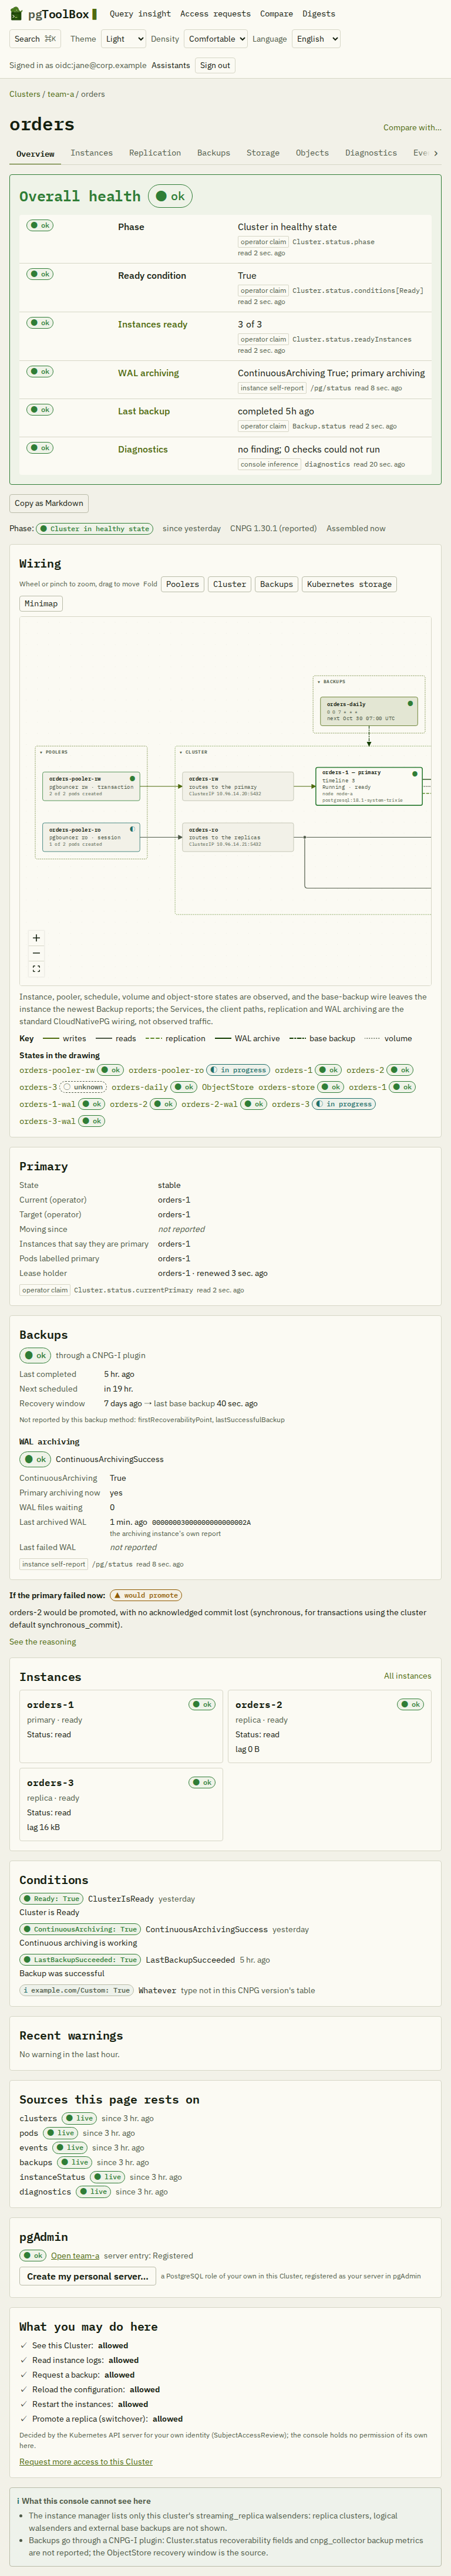 pgToolBox
Query insight Access requests Compare Digests
Search ⌘K Theme Light Density Comfortable Language English
Signed in as oidc:jane@corp.example Assistants Sign out
Clusters / team-a / orders
orders
Compare with…
Overview Instances Replication Backups Storage Objects Diagnostics Eve
Overall health ok
ok Phase Cluster in healthy state
operator claim Cluster.status.phase
read 2 sec. ago
ok Ready condition True
operator claim Cluster.status.conditions[Ready]
read 2 sec. ago
ok Instances ready 3 of 3
operator claim Cluster.status.readyInstances
read 2 sec. ago
ok WAL archiving ContinuousArchiving True; primary archiving
instance self-report /pg/status read 8 sec. ago
ok Last backup completed 5h ago
operator claim Backup.status read 2 sec. ago
ok Diagnostics no finding; 0 checks could not run
console inference diagnostics read 20 sec. ago
Copy as Markdown
Phase: Cluster in healthy state since yesterday CNPG 1.30.1 (reported) Assembled now
Wiring
Wheel or pinch to zoom, drag to move Fold Poolers Cluster Backups Kubernetes storage
Minimap
BACKUPS
orders-daily
0 0 7 * * *
next Oct 30 07:00 UTC
POOLERS
CLUSTER
orders-pooler-rw
pgbouncer rw · transaction
2 of 2 pods created
orders-rw
routes to the primary
ClusterIP 10.96.14.20:5432
orders-1 — primary
timeline 3
Running · ready
node node-a
postgresql:18.1-system-trixie
orders-pooler-ro
pgbouncer ro · session
1 of 2 pods created
orders-ro
routes to the replicas
ClusterIP 10.96.14.21:5432
Instance, pooler, schedule, volume and object-store states are observed, and the base-backup wire leaves the
instance the newest Backup reports; the Services, the client paths, replication and WAL archiving are the
standard CloudNativePG wiring, not observed traffic.
Key writes reads replication WAL archive base backup volume
States in the drawing
orders-pooler-rw ok orders-pooler-ro in progress orders-1 ok orders-2 ok
orders-3 unknown orders-daily ok ObjectStore orders-store ok orders-1 ok
orders-1-wal ok orders-2 ok orders-2-wal ok orders-3 in progress
orders-3-wal ok
Primary
State stable
Current (operator) orders-1
Target (operator) orders-1
Moving since not reported
Instances that say they are primary orders-1
Pods labelled primary orders-1
Lease holder orders-1 · renewed 3 sec. ago
operator claim Cluster.status.currentPrimary read 2 sec. ago
Backups
ok through a CNPG-I plugin
Last completed 5 hr. ago
Next scheduled in 19 hr.
Recovery window 7 days ago → last base backup 40 sec. ago
Not reported by this backup method: firstRecoverabilityPoint, lastSuccessfulBackup
WAL archiving
ok ContinuousArchivingSuccess
ContinuousArchiving True
Primary archiving now yes
WAL files waiting 0
Last archived WAL 1 min. ago 00000003000000000000002A
the archiving instance's own report
Last failed WAL not reported
instance self-report /pg/status read 8 sec. ago
If the primary failed now: would promote
orders-2 would be promoted, with no acknowledged commit lost (synchronous, for transactions using the cluster
default synchronous_commit).
See the reasoning
Instances
All instances
orders-1 ok
primary · ready
Status: read
orders-2 ok
replica · ready
Status: read
lag 0 B
orders-3 ok
replica · ready
Status: read
lag 16 kB
Conditions
Ready: True ClusterIsReady yesterday
Cluster is Ready
ContinuousArchiving: True ContinuousArchivingSuccess yesterday
Continuous archiving is working
LastBackupSucceeded: True LastBackupSucceeded 5 hr. ago
Backup was successful
i example.com/Custom: True Whatever type not in this CNPG version's table
Recent warnings
No warning in the last hour.
Sources this page rests on
clusters live since 3 hr. ago
pods live since 3 hr. ago
events live since 3 hr. ago
backups live since 3 hr. ago
instanceStatus live since 3 hr. ago
diagnostics live since 3 hr. ago
pgAdmin
ok Open team-a server entry: Registered
Create my personal server… a PostgreSQL role of your own in this Cluster, registered as your server in pgAdmin
What you may do here
✓ See this Cluster: allowed
✓ Read instance logs: allowed
✓ Request a backup: allowed
✓ Reload the configuration: allowed
✓ Restart the instances: allowed
✓ Promote a replica (switchover): allowed
Decided by the Kubernetes API server for your own identity (SubjectAccessReview); the console holds no permission of its own
here.
Request more access to this Cluster
i What this console cannot see here
• The instance manager lists only this cluster's streaming_replica walsenders: replica clusters, logical
walsenders and external base backups are not shown.
• Backups go through a CNPG-I plugin: Cluster.status recoverability fields and cnpg_collector backup metrics
are not reported; the ObjectStore recovery window is the source.